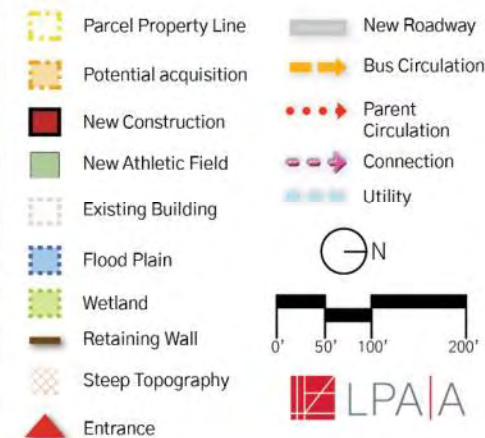 Parcel Property Line
Potential acquisition
New Construction
New Athletic Field
Existing Building
Flood Plain
Wetland
Retaining Wall
Steep Topography
Entrance
New Roadway
Bus Circulation
Parent
Circulation
Connection
Utility
N
0' 50' 100' 200'
LPA|A